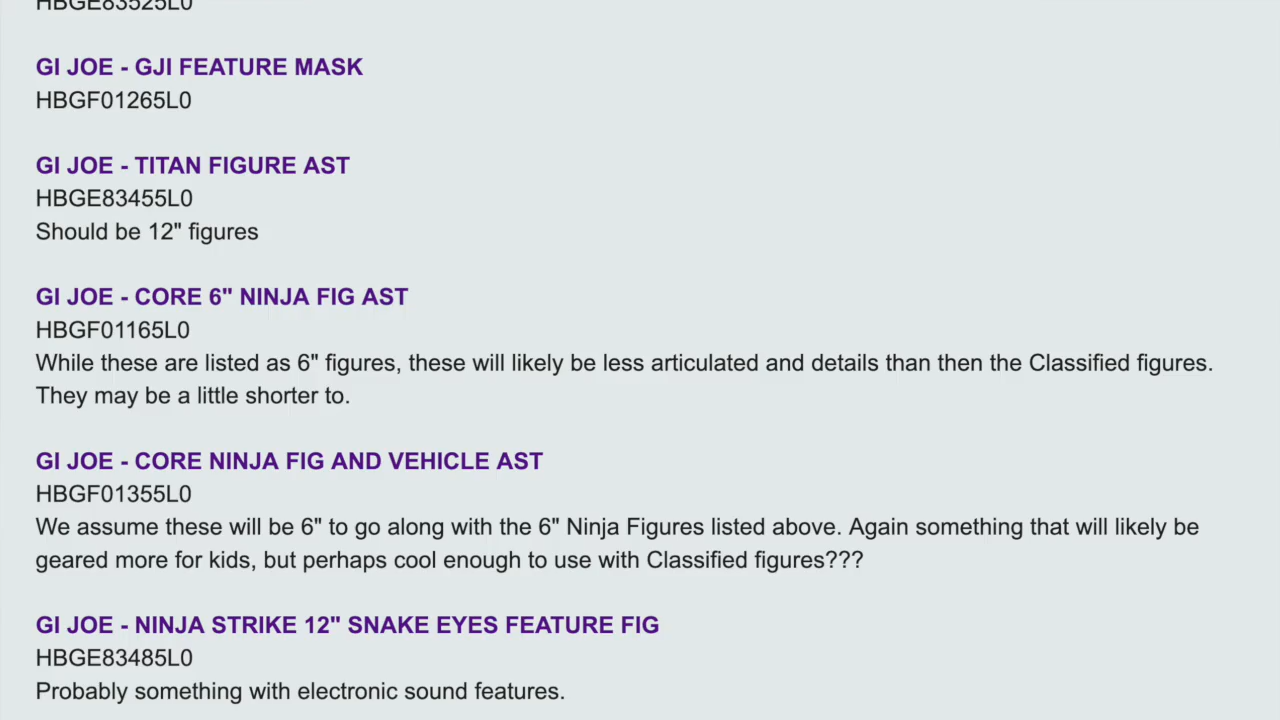 HBGE83525L0
GI JOE - GJI FEATURE MASK
HBGF01265L0
GI JOE - TITAN FIGURE AST
HBGE83455L0
Should be 12" figures
GI JOE - CORE 6" NINJA FIG AST
HBGF01165L0
While these are listed as 6" figures, these will likely be less articulated and details than then the Classified figures.
They may be a little shorter to.
GI JOE - CORE NINJA FIG AND VEHICLE AST
HBGF01355L0
We assume these will be 6" to go along with the 6" Ninja Figures listed above. Again something that will likely be
geared more for kids, but perhaps cool enough to use with Classified figures???
GI JOE - NINJA STRIKE 12" SNAKE EYES FEATURE FIG
HBGE83485L0
Probably something with electronic sound features.